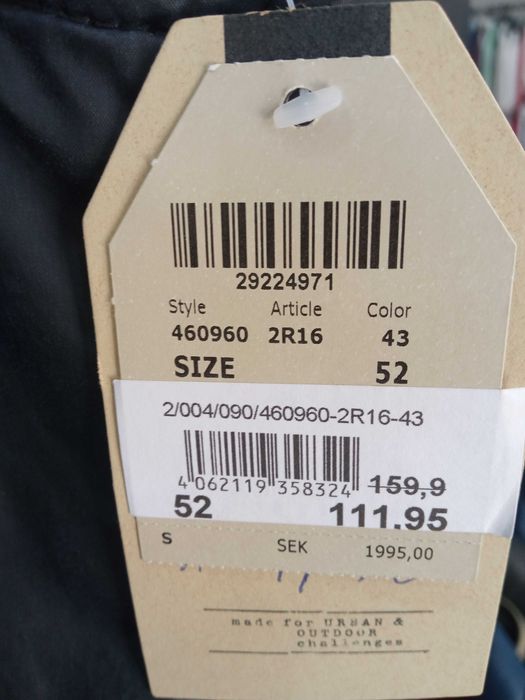 29224971
Style Article Color
460960 2R16 43
SIZE 52
2/004/090/460960-2R16-43
4 062119 358324 159,9
52 111.95
S SEK 1995,00
made for URBAN &
OUTDOOR
challenges